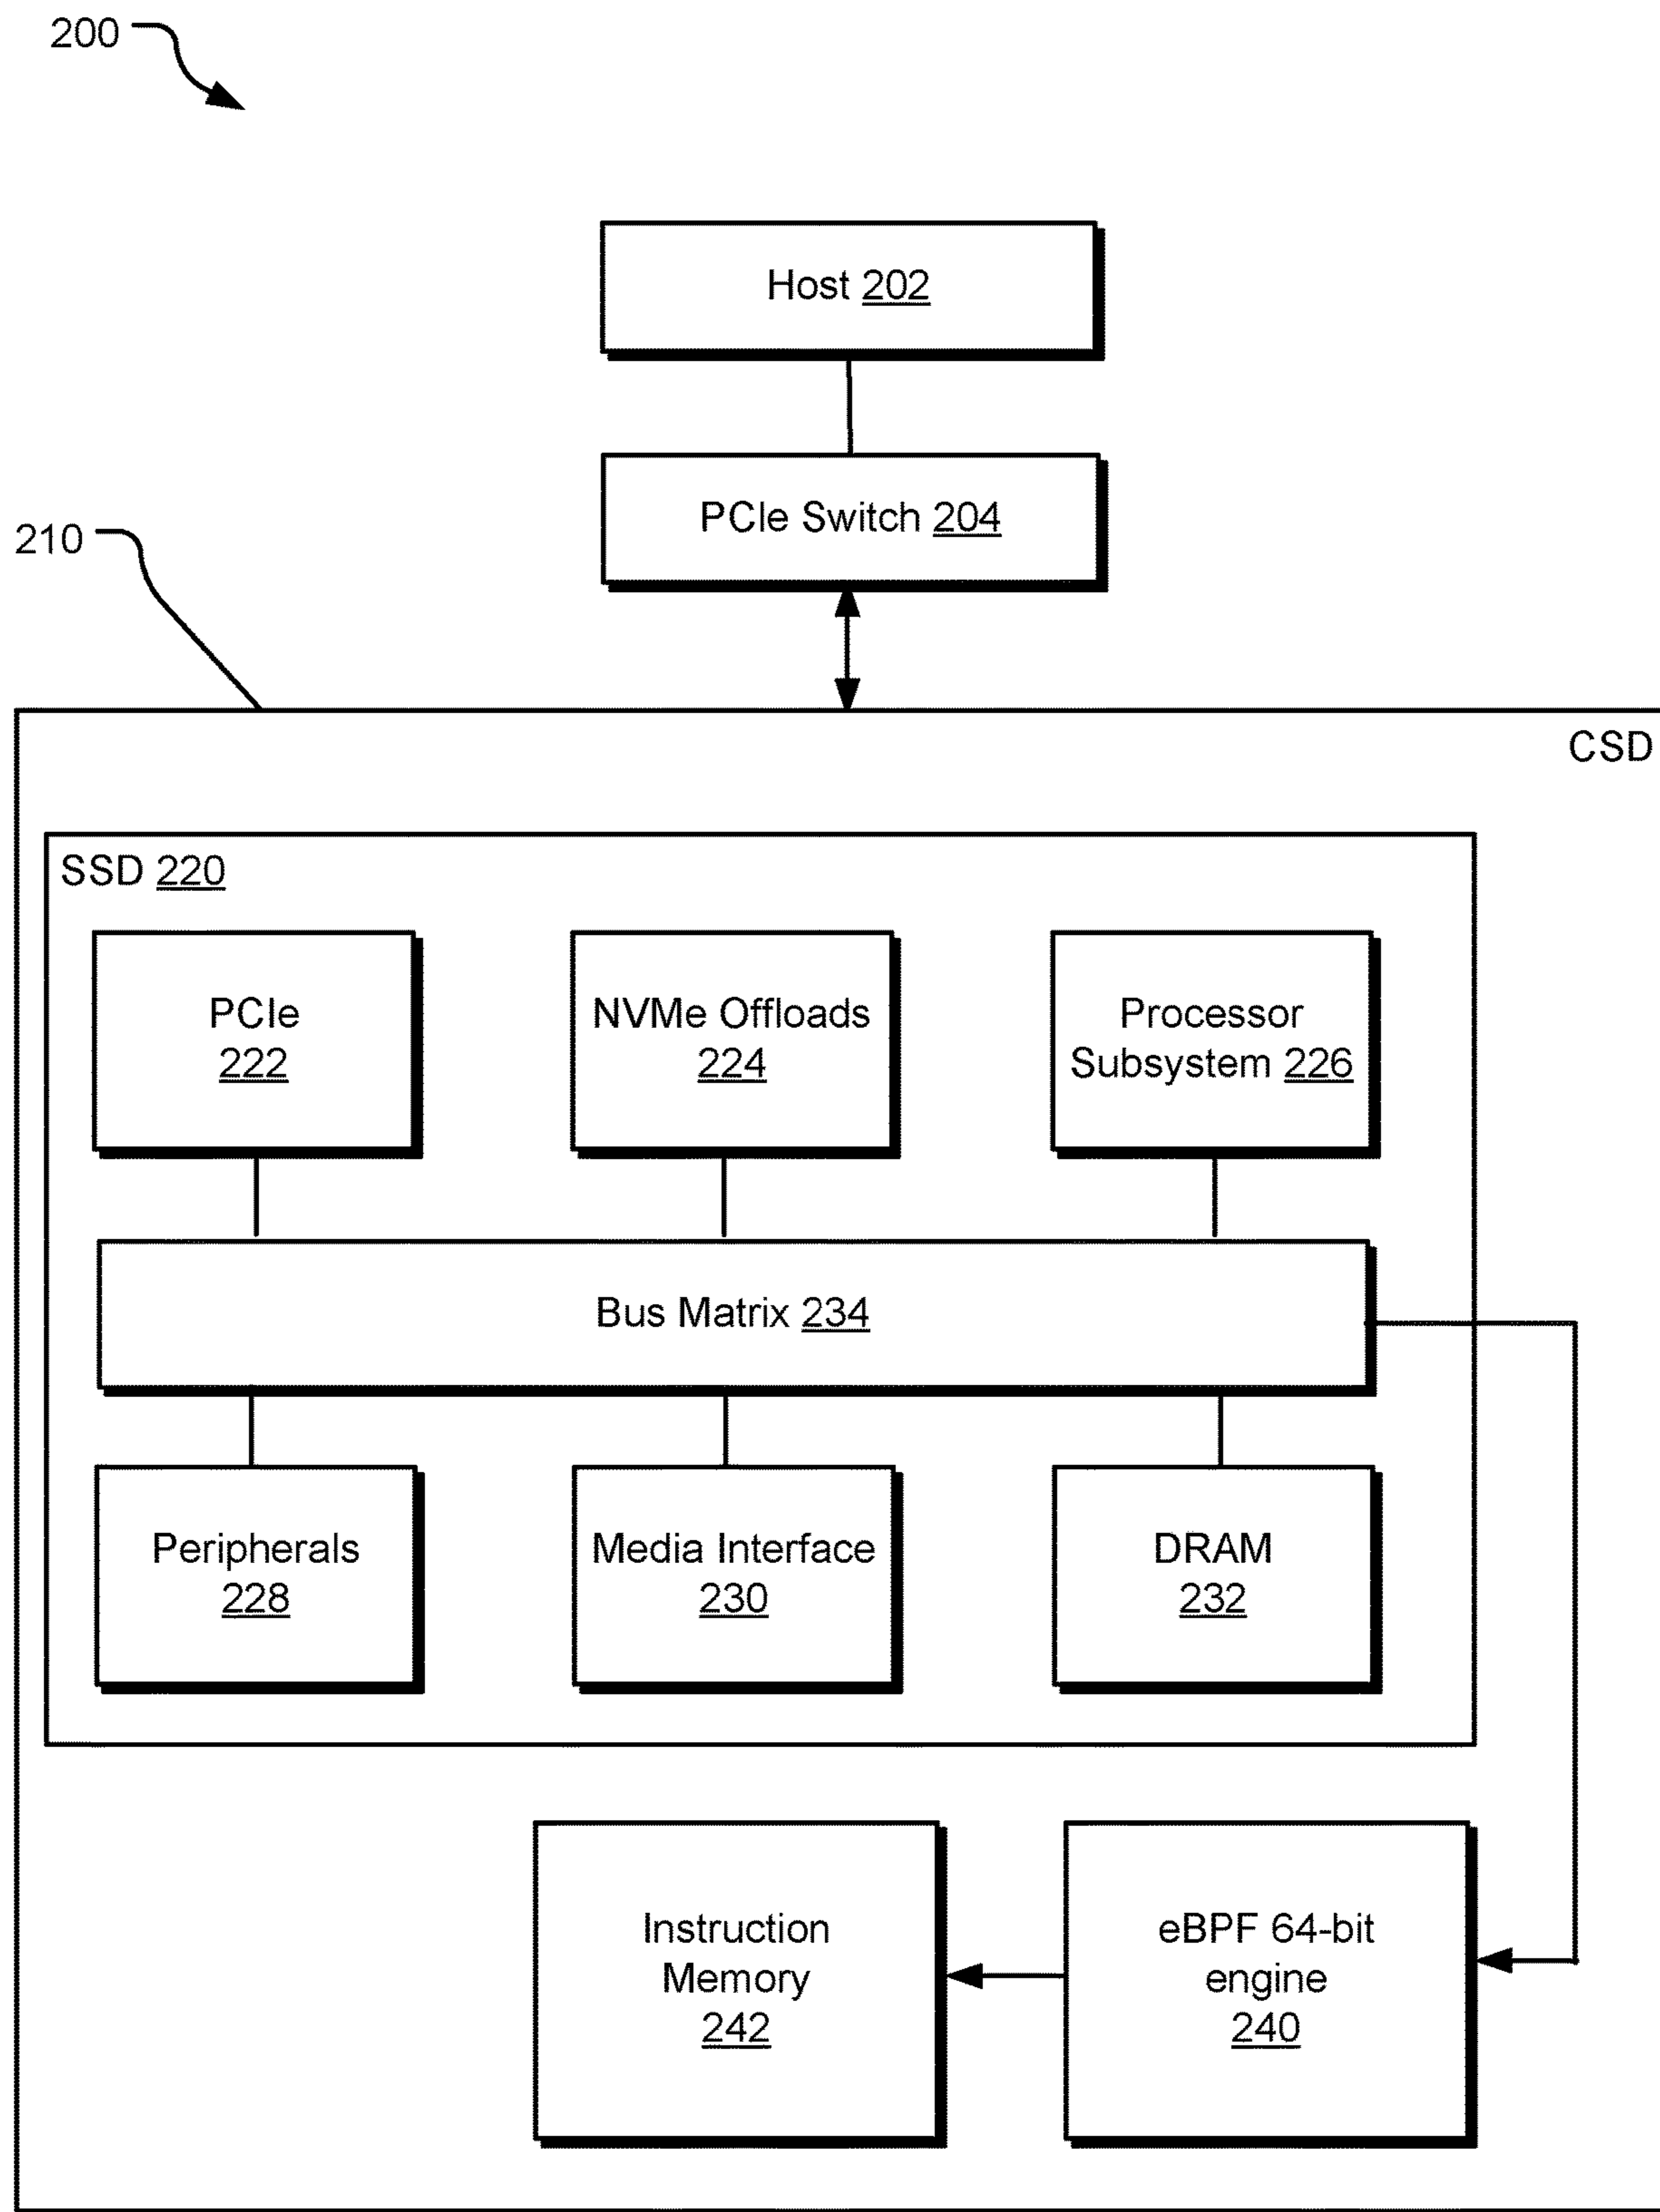 200
Host 202
PCIe Switch 204
210
CSD
SSD 220
PCIe
222
NVMe Offloads
224
Processor
Subsystem 226
Bus Matrix 234
Peripherals
228
Media Interface
230
DRAM
232
Instruction
Memory
242
eBPF 64-bit
engine
240